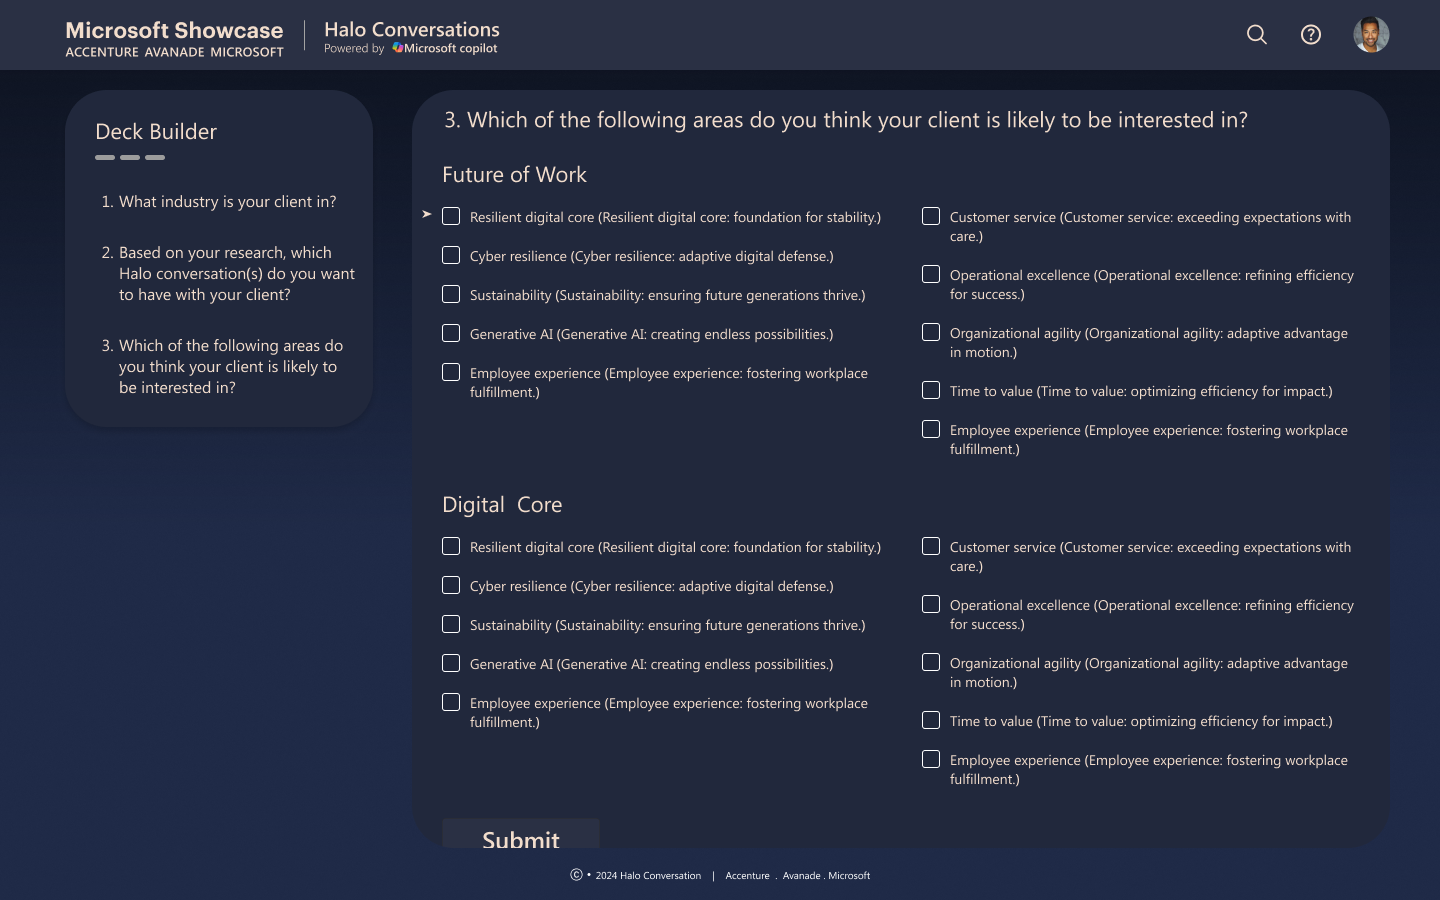 Microsoft Showcase
ACCENTURE AVANADE MICROSOFT
Halo Conversations
Powered by Microsoft copilot
Deck Builder
1. What industry is your client in?
2. Based on your research, which
Halo conversation(s) do you want
to have with your client?
3. Which of the following areas do
you think your client is likely to
be interested in?
3. Which of the following areas do you think your client is likely to be interested in?
Future of Work
Resilient digital core (Resilient digital core: foundation for stability.)
Cyber resilience (Cyber resilience: adaptive digital defense.)
Sustainability (Sustainability: ensuring future generations thrive.)
Generative AI (Generative AI: creating endless possibilities.)
Employee experience (Employee experience: fostering workplace
fulfillment.)
Customer service (Customer service: exceeding expectations with
care.)
Operational excellence (Operational excellence: refining efficiency
for success.)
Organizational agility (Organizational agility: adaptive advantage
in motion.)
Time to value (Time to value: optimizing efficiency for impact.)
Employee experience (Employee experience: fostering workplace
fulfillment.)
Digital Core
Resilient digital core (Resilient digital core: foundation for stability.)
Cyber resilience (Cyber resilience: adaptive digital defense.)
Sustainability (Sustainability: ensuring future generations thrive.)
Generative AI (Generative AI: creating endless possibilities.)
Employee experience (Employee experience: fostering workplace
fulfillment.)
Customer service (Customer service: exceeding expectations with
care.)
Operational excellence (Operational excellence: refining efficiency
for success.)
Organizational agility (Organizational agility: adaptive advantage
in motion.)
Time to value (Time to value: optimizing efficiency for impact.)
Employee experience (Employee experience: fostering workplace
fulfillment.)
Submit
© • 2024 Halo Conversation | Accenture . Avanade . Microsoft